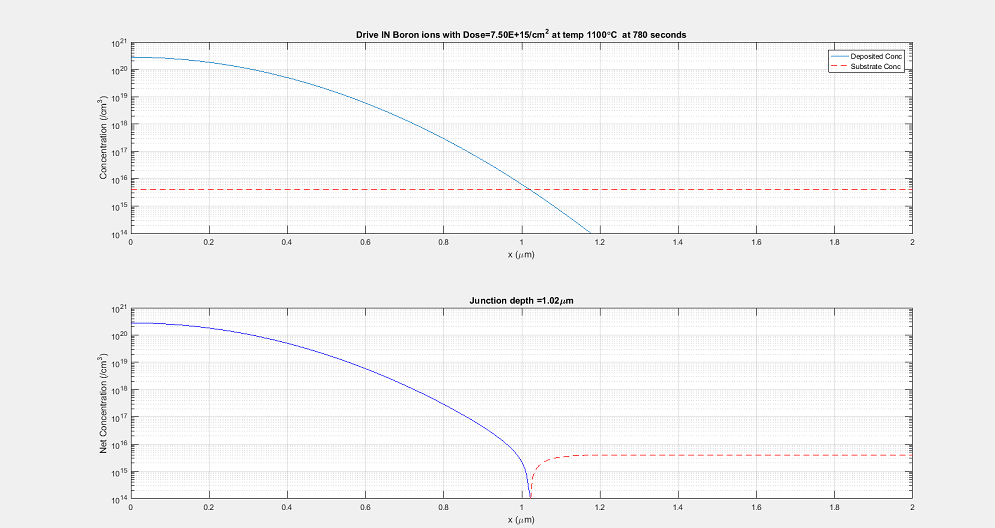 Drive IN Boron ions with Dose=7.50E+15/cm² at temp 1100°C at 780 seconds
10²¹
10²⁰
10¹⁹
10¹⁸
10¹⁷
10¹⁶
10¹⁵
10¹⁴
Concentration (/cm³)
Deposited Conc
Substrate Conc
0 0.2 0.4 0.6 0.8 1 1.2 1.4 1.6 1.8 2
x (μm)
Junction depth =1.02μm
10²¹
10²⁰
10¹⁹
10¹⁸
10¹⁷
10¹⁶
10¹⁵
10¹⁴
Net Concentration (/cm³)
0 0.2 0.4 0.6 0.8 1 1.2 1.4 1.6 1.8 2
x (μm)